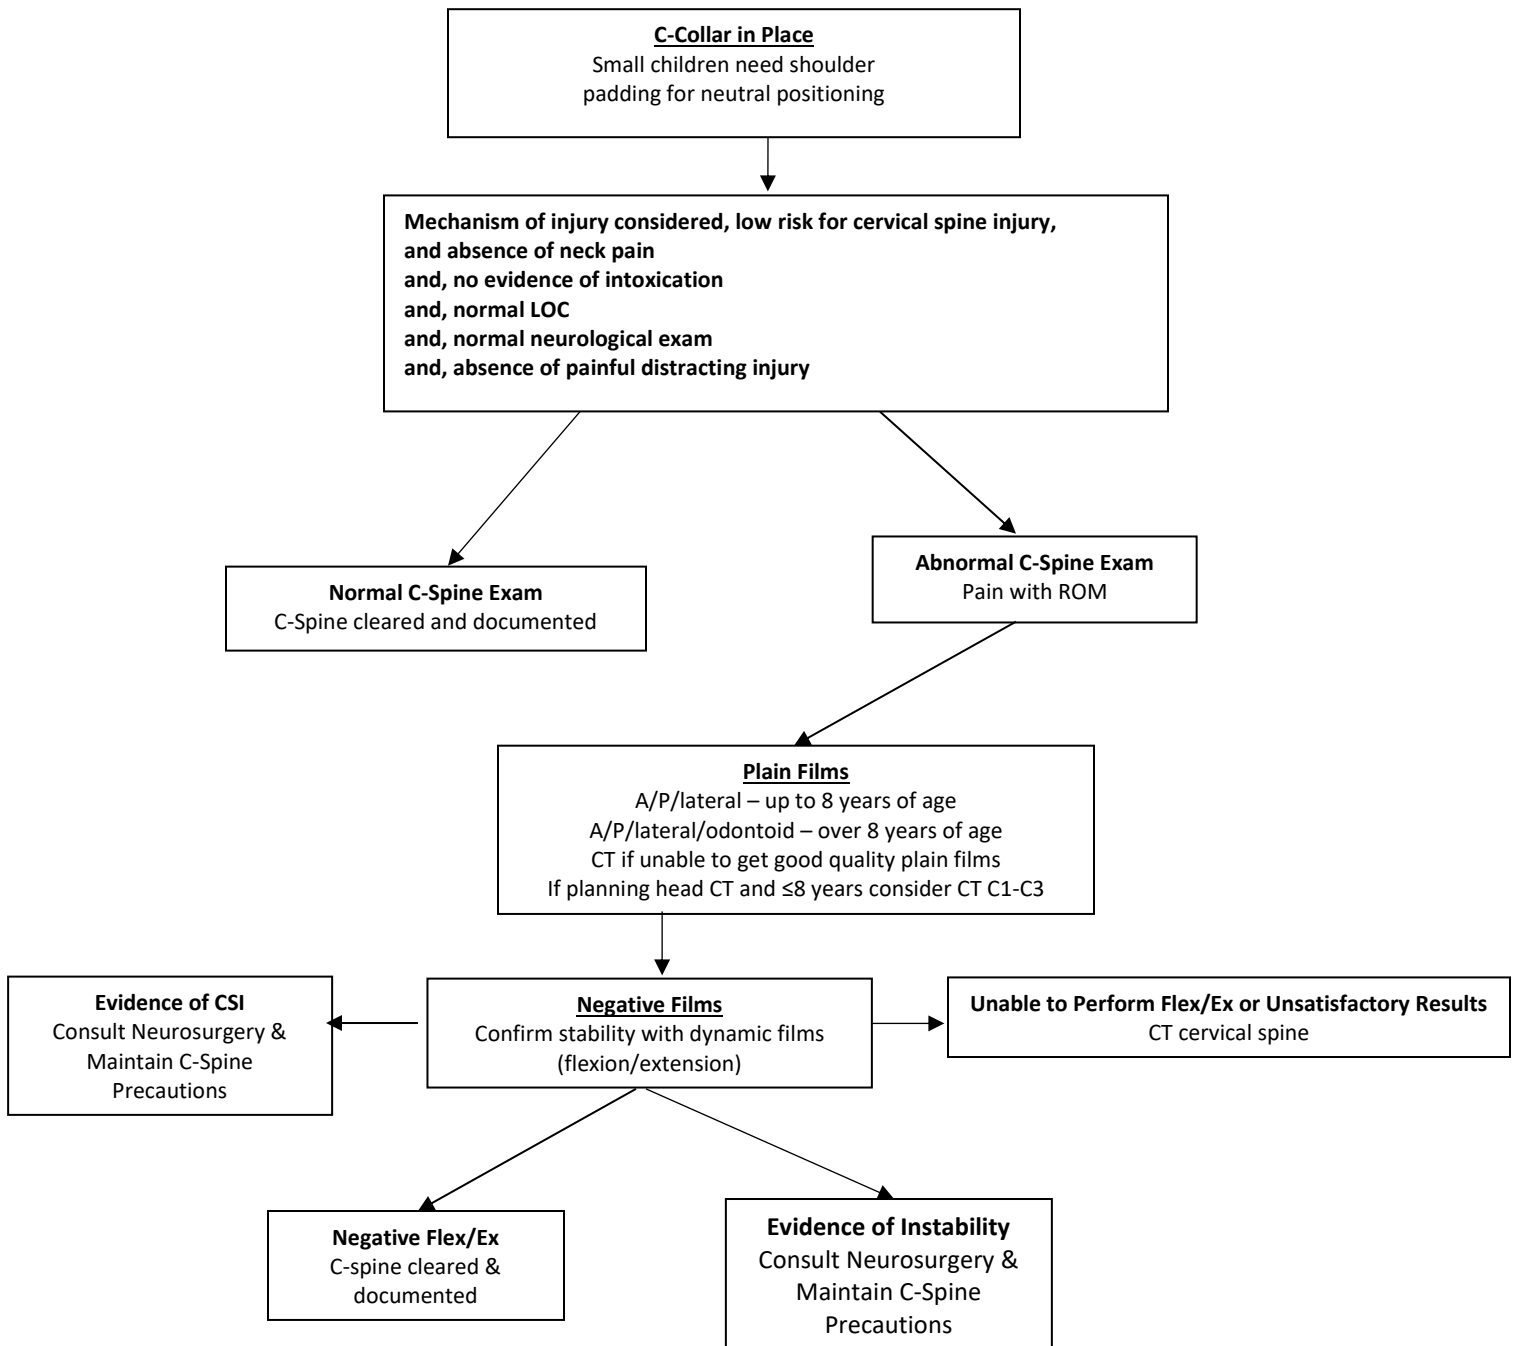 C-Collar in Place
Small children need shoulder
padding for neutral positioning
Mechanism of injury considered, low risk for cervical spine injury,
and absence of neck pain
and, no evidence of intoxication
and, normal LOC
and, normal neurological exam
and, absence of painful distracting injury
Normal C-Spine Exam
C-Spine cleared and documented
Abnormal C-Spine Exam
Pain with ROM
Plain Films
A/P/lateral – up to 8 years of age
A/P/lateral/odontoid – over 8 years of age
CT if unable to get good quality plain films
If planning head CT and ≤8 years consider CT C1-C3
Evidence of CSI
Consult Neurosurgery &
Maintain C-Spine
Precautions
Negative Films
Confirm stability with dynamic films
(flexion/extension)
Unable to Perform Flex/Ex or Unsatisfactory Results
CT cervical spine
Negative Flex/Ex
C-spine cleared &
documented
Evidence of Instability
Consult Neurosurgery &
Maintain C-Spine
Precautions